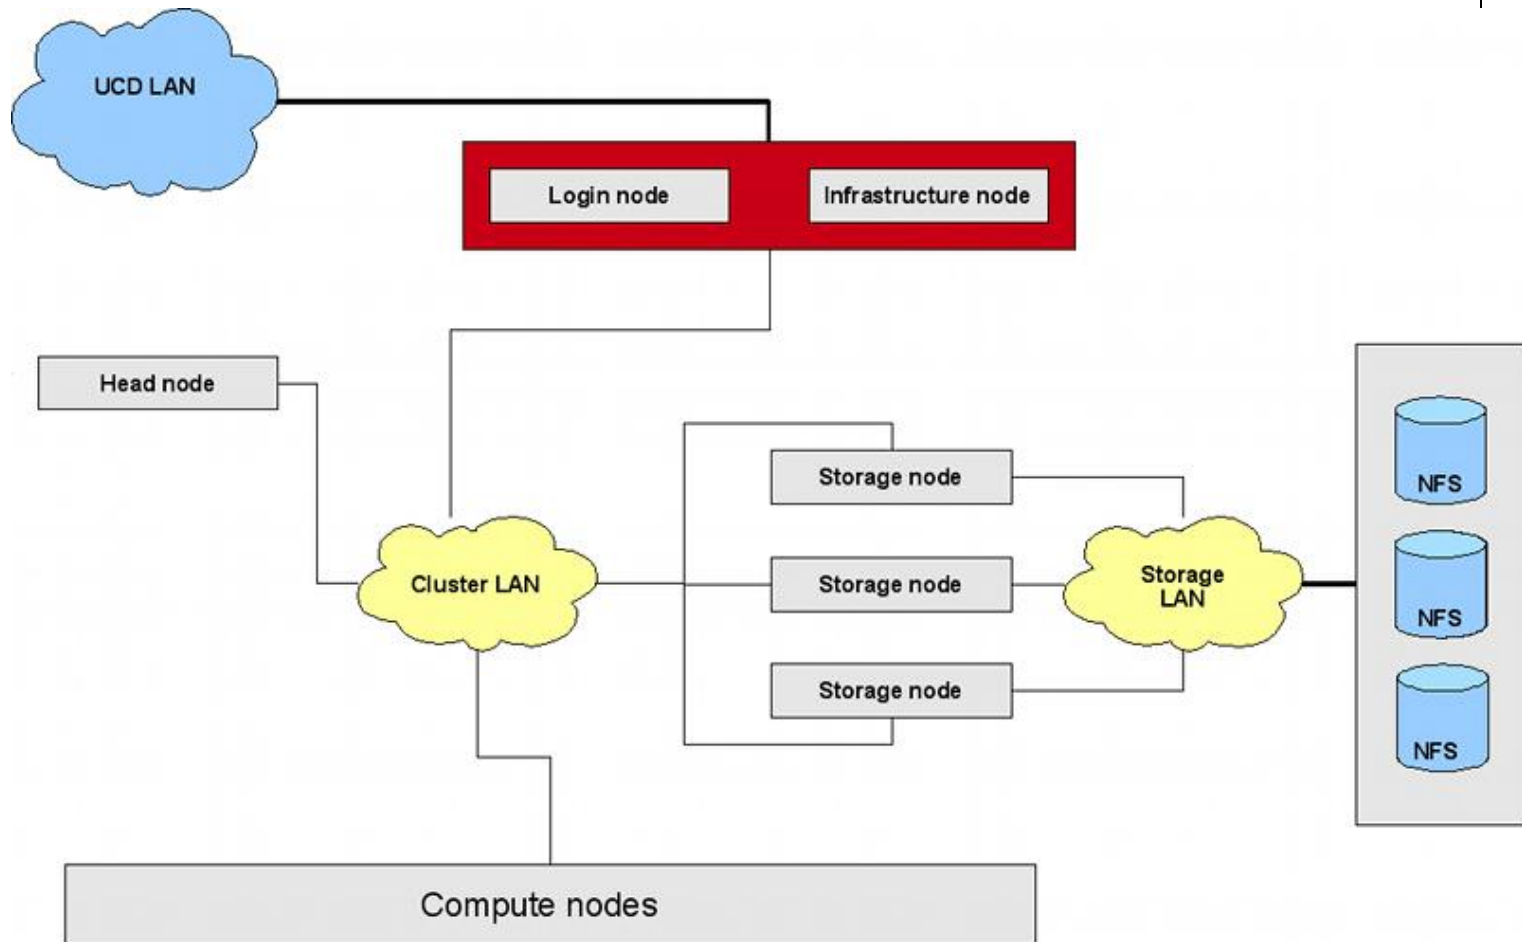 UCD LAN
Login node
Infrastructure node
Head node
Storage node
NFS
Cluster LAN
Storage node
Storage
LAN
NFS
Storage node
NFS
Compute nodes